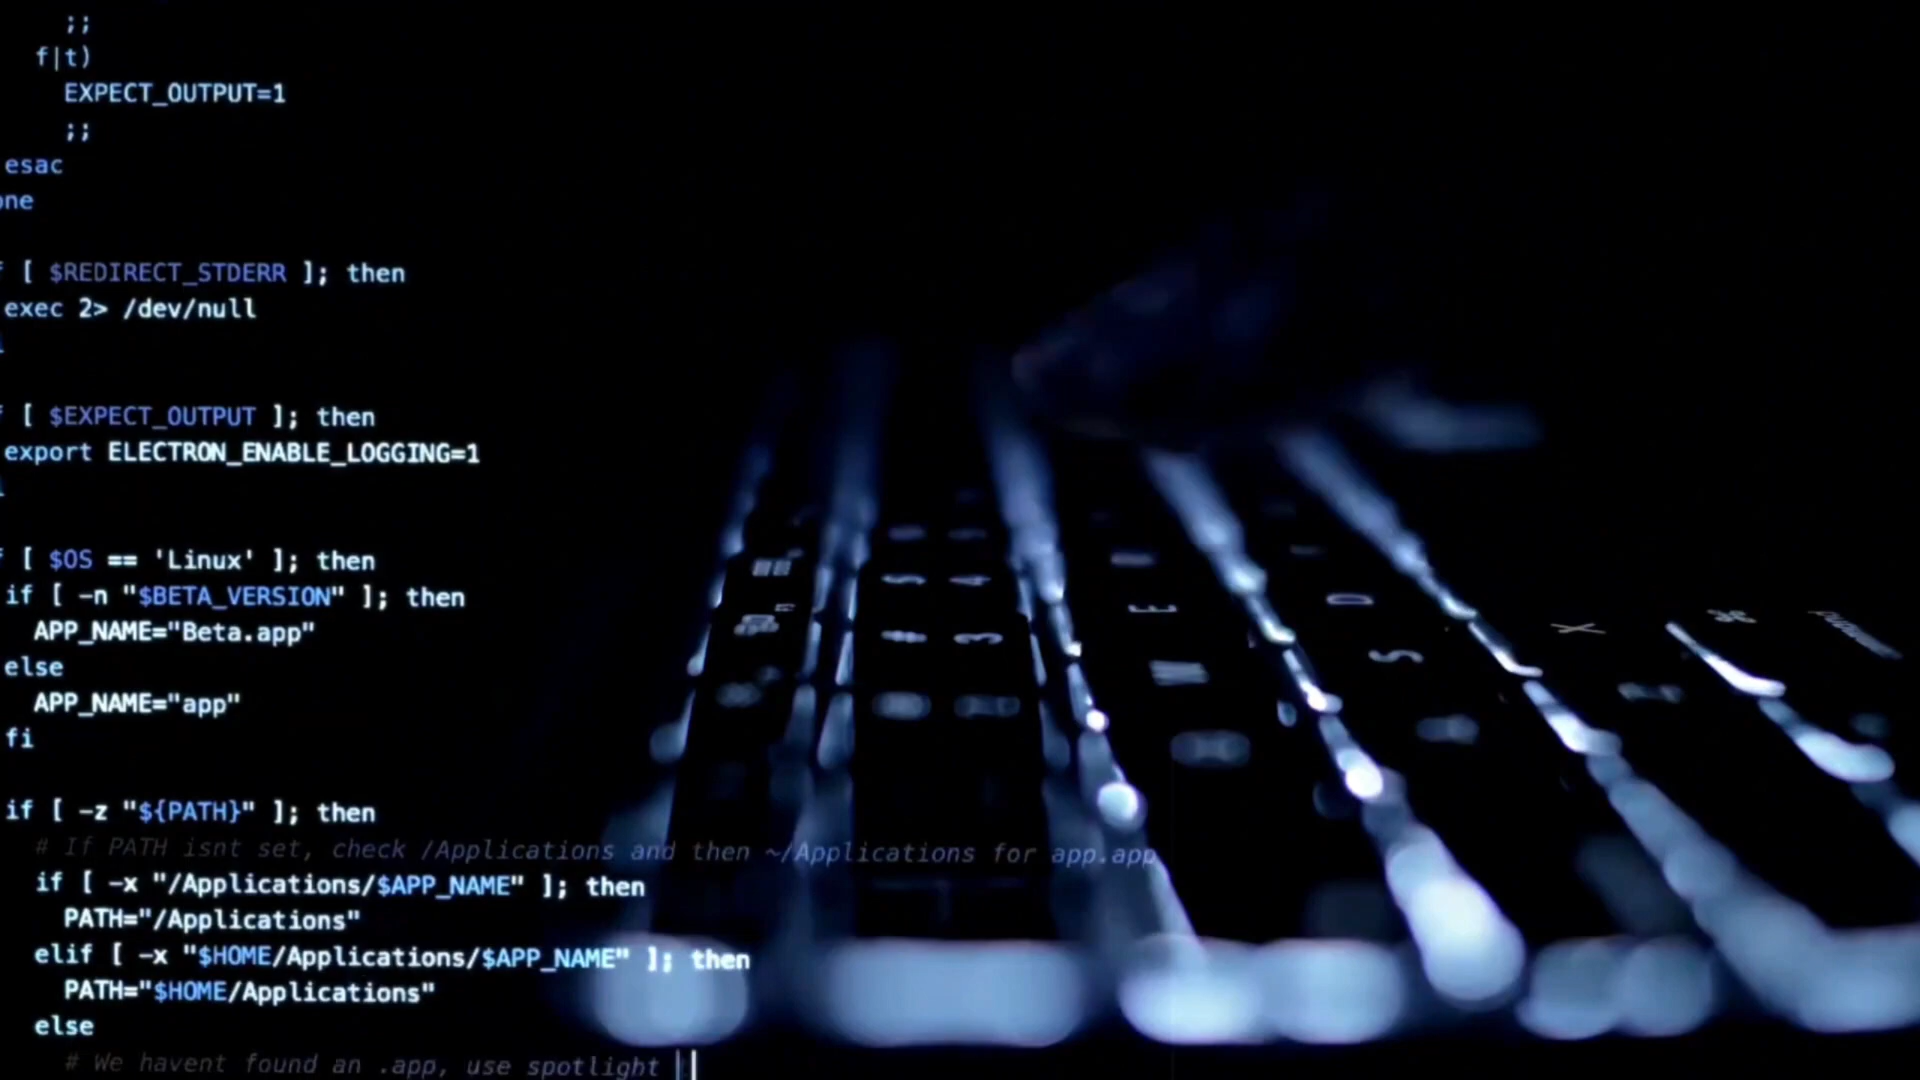 ;;
f|t)
EXPECT_OUTPUT=1
;;
esac
one
f [ $REDIRECT_STDERR ]; then
exec 2> /dev/null
i
f [ $EXPECT_OUTPUT ]; then
export ELECTRON_ENABLE_LOGGING=1
i
f [ $OS == 'Linux' ]; then
if [ -n "$BETA_VERSION" ]; then
APP_NAME="Beta.app"
else
APP_NAME="app"
fi
if [ -z "${PATH}" ]; then
# If PATH isnt set, check /Applications and then ~/Applications for app.app
if [ -x "/Applications/$APP_NAME" ]; then
PATH="/Applications"
elif [ -x "$HOME/Applications/$APP_NAME" ]; then
PATH="$HOME/Applications"
else
# We havent found an .app, use spotlight
# 3
E
D
S
X
⌘